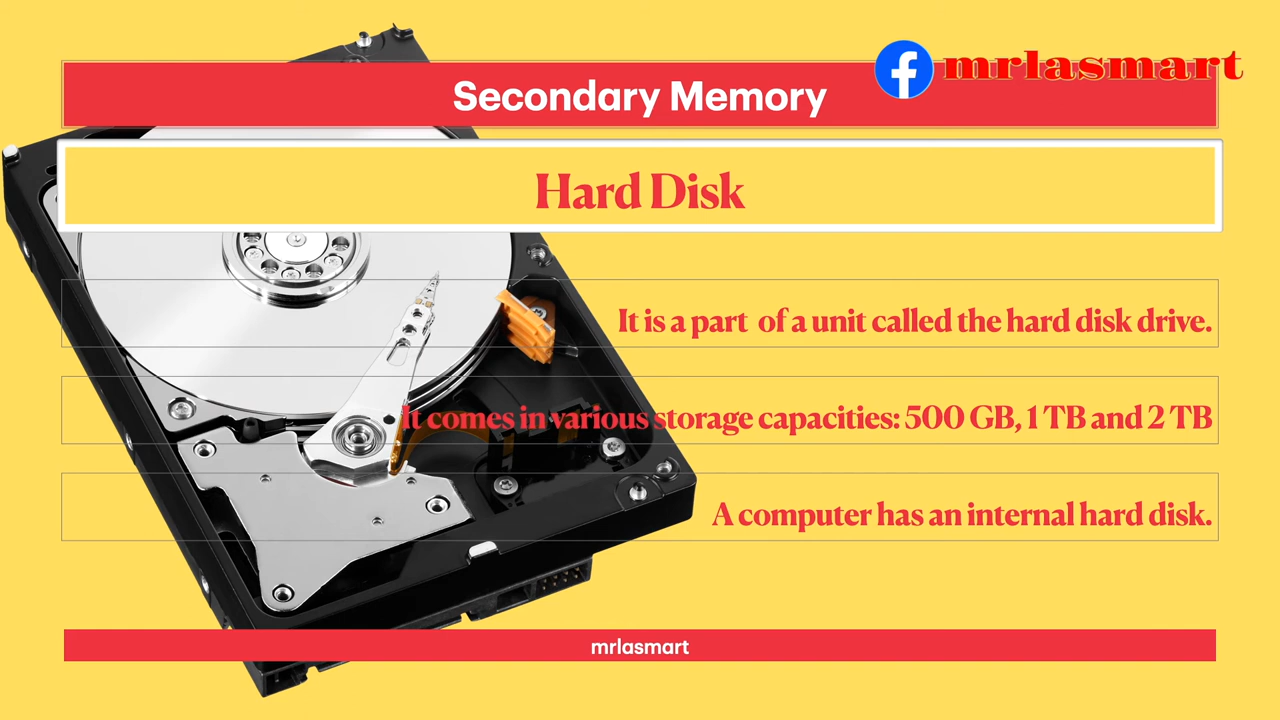 mrlasmart
Secondary Memory
Hard Disk
It is a part of a unit called the hard disk drive.
It comes in various storage capacities: 500 GB, 1 TB and 2 TB
A computer has an internal hard disk.
mrlasmart